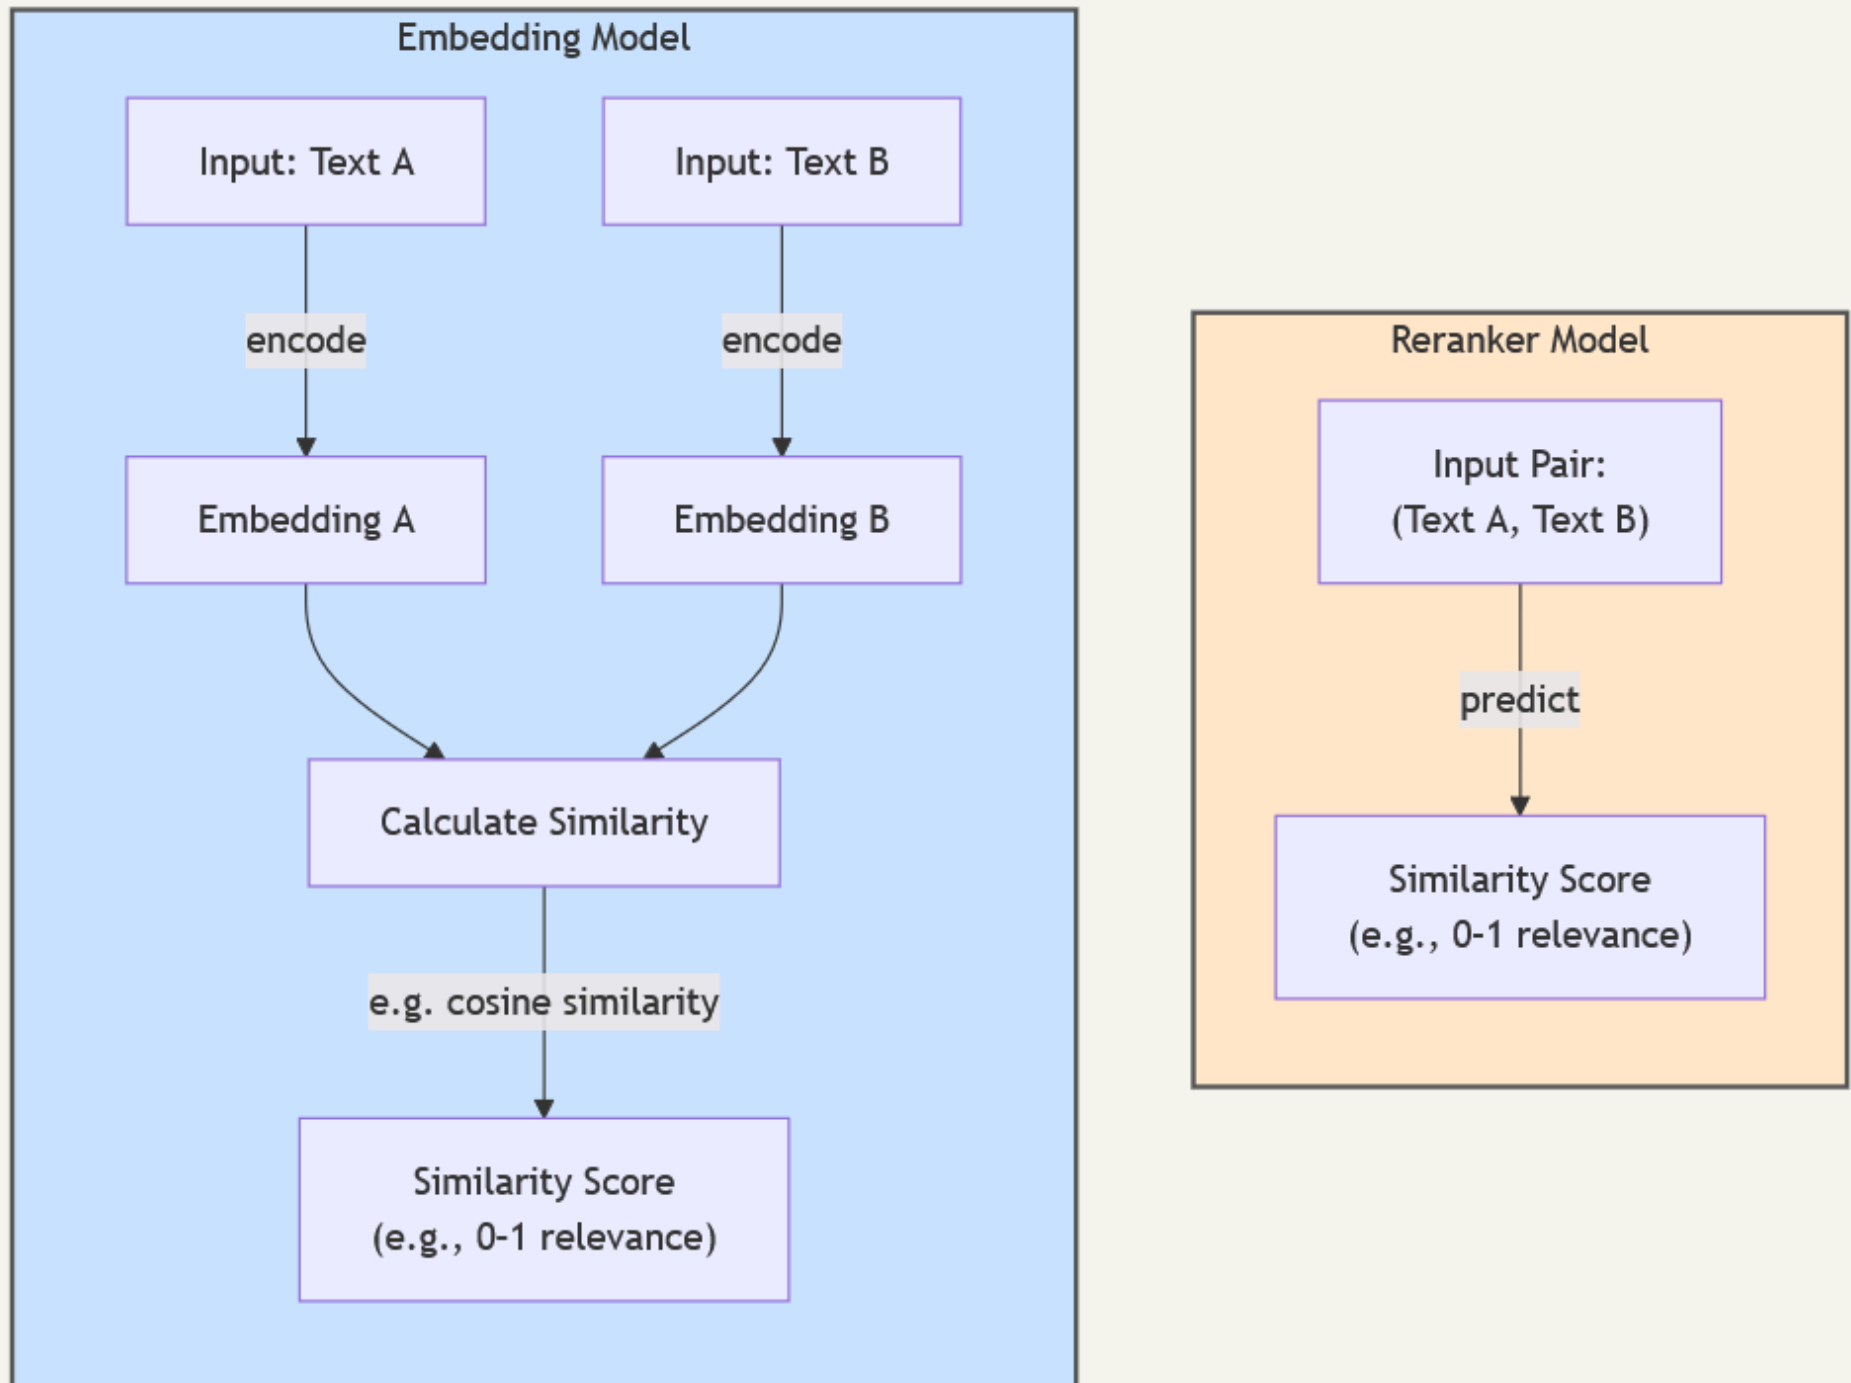 Embedding Model
Input: Text A
Input: Text B
encode
encode
Embedding A
Embedding B
Calculate Similarity
e.g. cosine similarity
Similarity Score
(e.g., 0-1 relevance)
Reranker Model
Input Pair:
(Text A, Text B)
predict
Similarity Score
(e.g., 0-1 relevance)